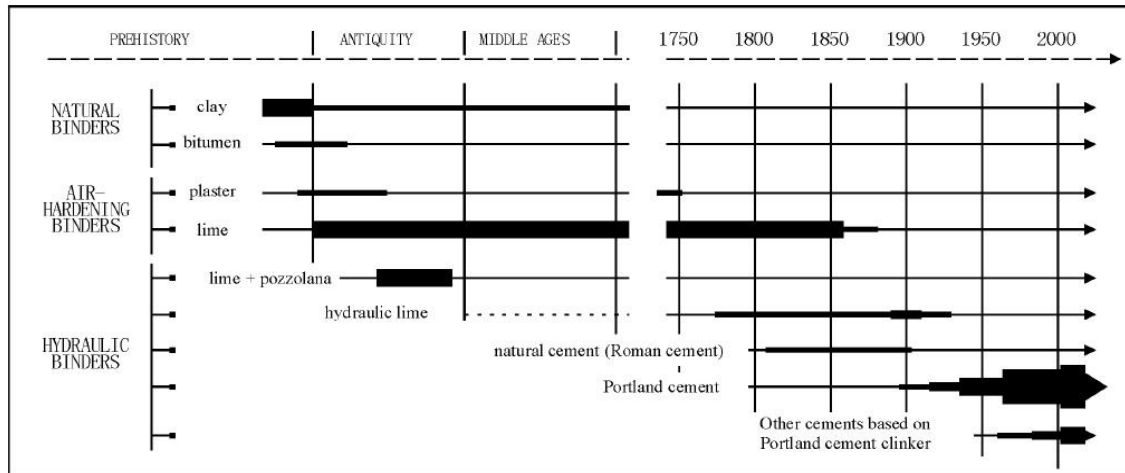 PREHISTORY ANTIQUITY MIDDLE AGES 1750 1800 1850 1900 1950 2000
NATURAL
BINDERS
clay
bitumen
AIR-
HARDENING
BINDERS
plaster
lime
HYDRAULIC
BINDERS
lime + pozzolana
hydraulic lime
natural cement (Roman cement)
Portland cement
Other cements based on
Portland cement clinker